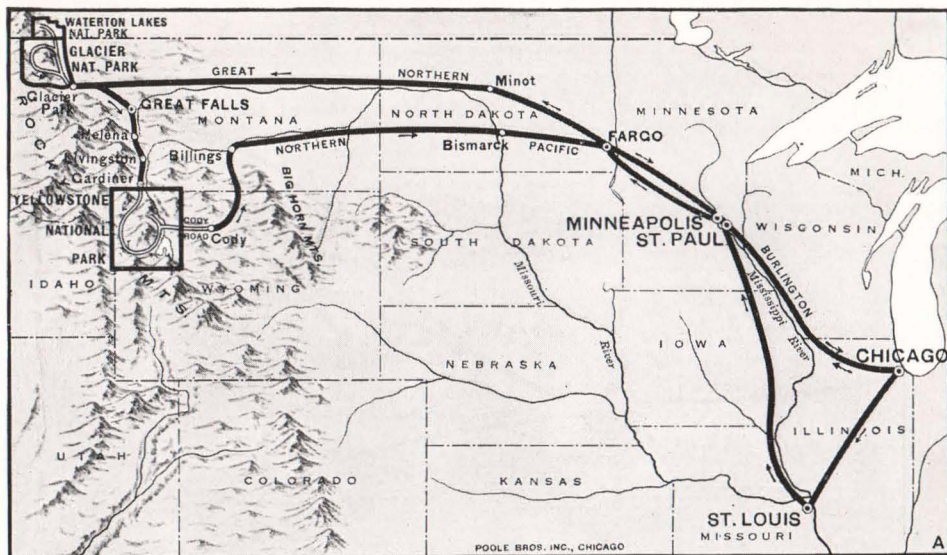 WATERTON LAKES
NAT. PARK
GLACIER
NAT. PARK
Glacier
Park
GREAT NORTHERN
Minot
MINNESOTA
ROCKY
GREAT FALLS
MONTANA
NORTH DAKOTA
FARGO
Helena
Livingston
Gardiner
Billings
NORTHERN
Bismarck
PACIFIC
MICH.
YELLOWSTONE
NATIONAL
PARK
CODY
ROAD
Cody
BIG HORN MTS.
SOUTH DAKOTA
MINNEAPOLIS
ST. PAUL
WISCONSIN
BURLINGTON
Mississippi
River
IDAHO
MTS
WYOMING
Missouri
River
IOWA
CHICAGO
NEBRASKA
ILLINOIS
UTAH
COLORADO
KANSAS
ST. LOUIS
MISSOURI
POOLE BROS. INC., CHICAGO
A